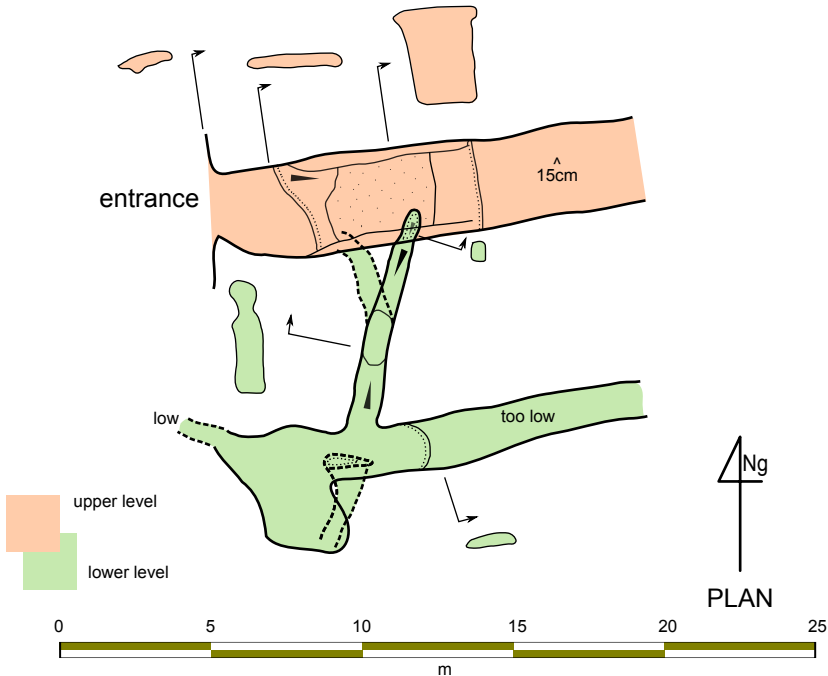 entrance
^
15cm
low
too low
upper level
lower level
Ng
PLAN
0 5 10 15 20 25
m